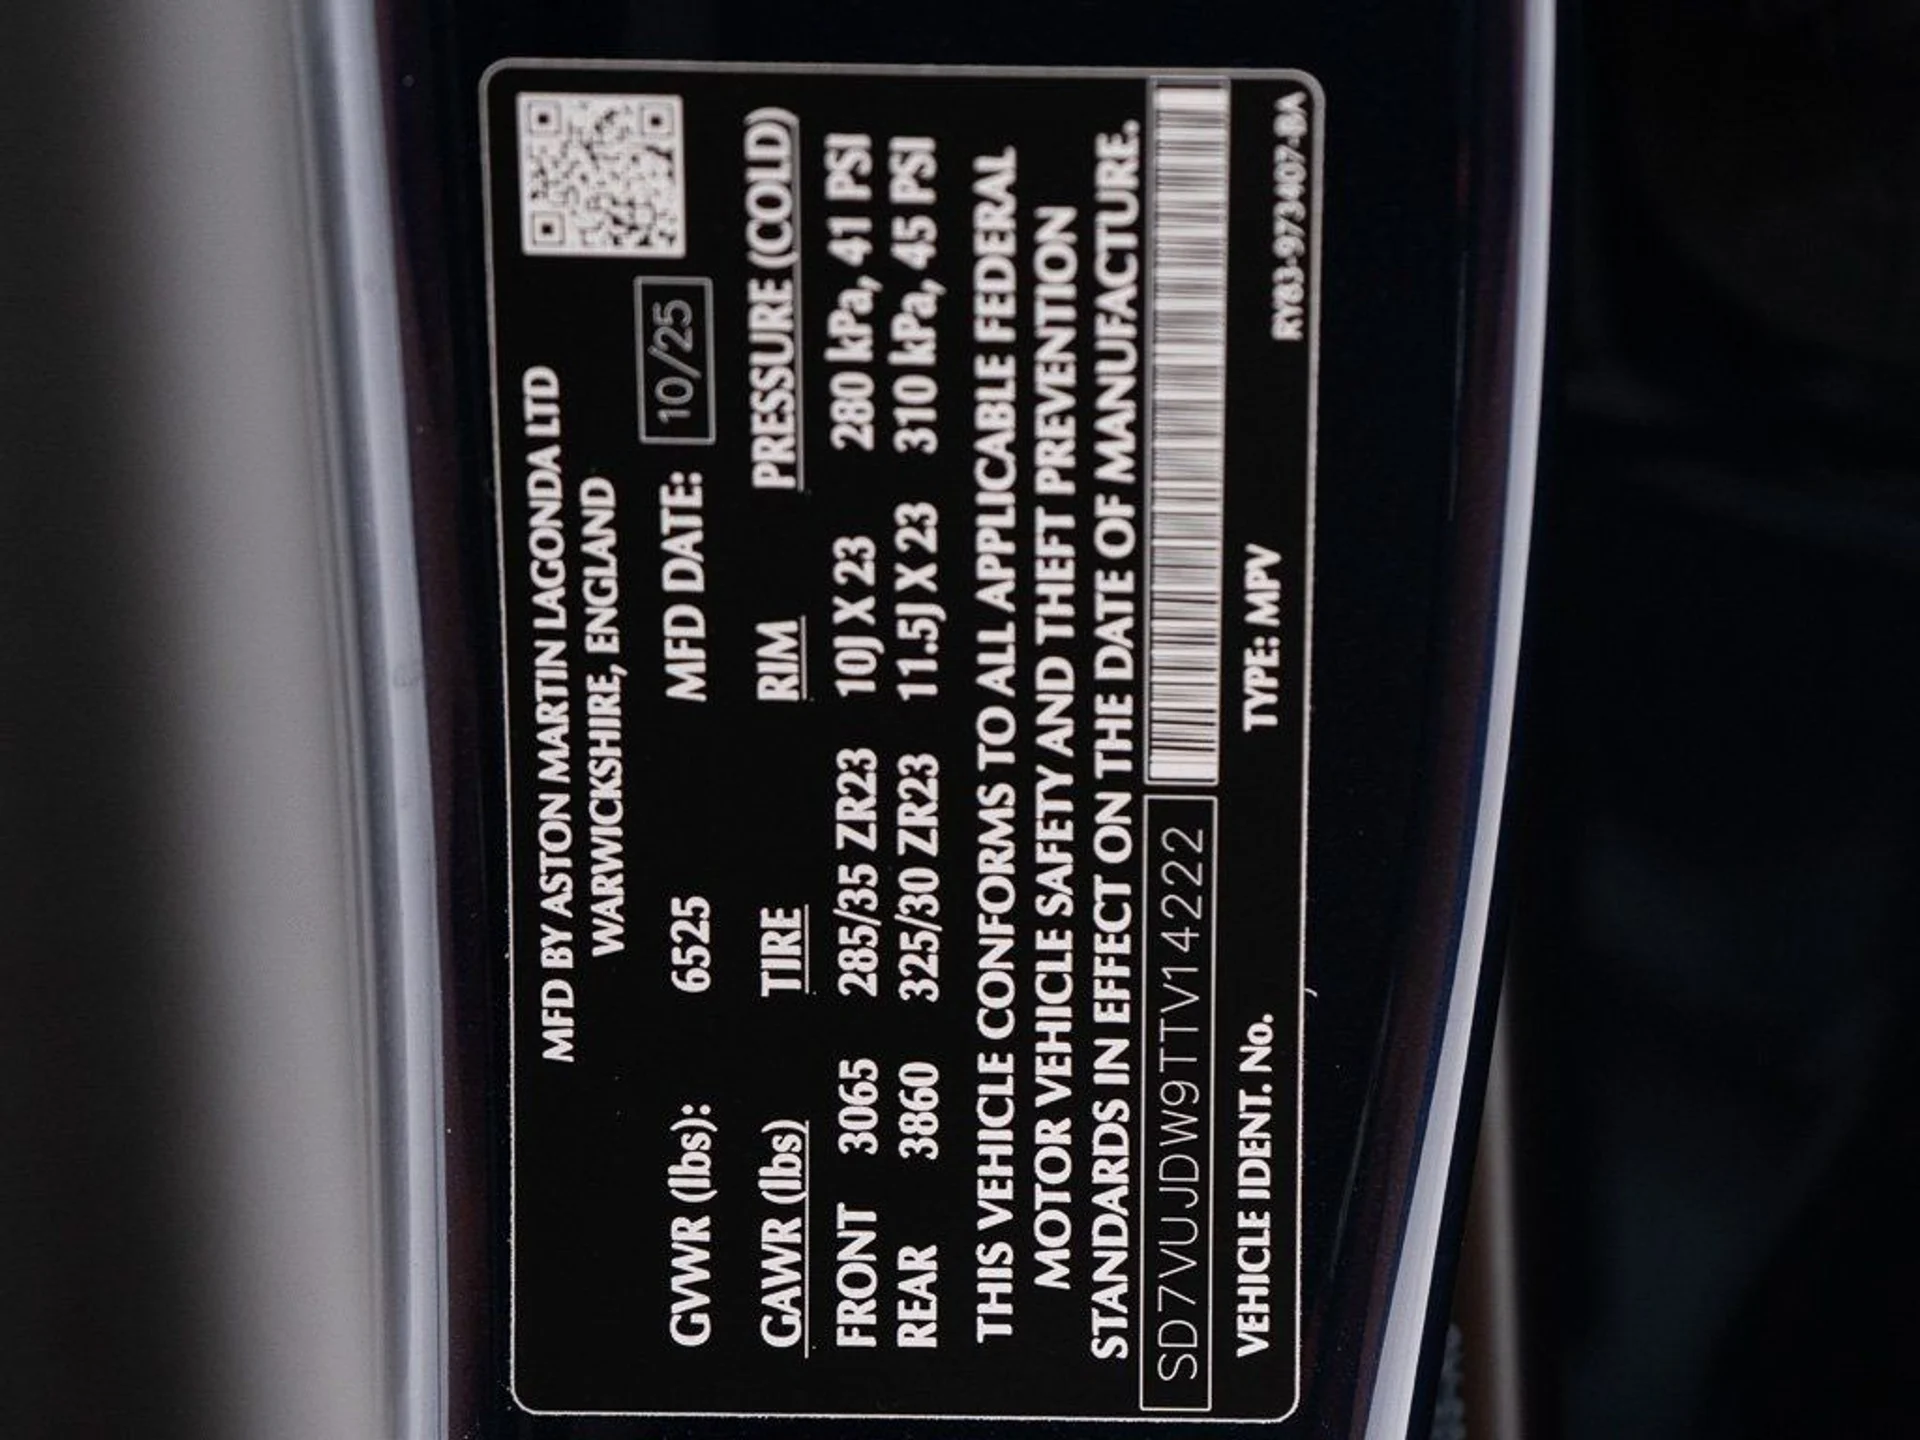 MFD BY ASTON MARTIN LAGONDA LTD
WARWICKSHIRE, ENGLAND
GVWR (lbs): 6525 MFD DATE: 10/25
GAWR (lbs) TIRE RIM PRESSURE (COLD)
FRONT 3065 285/35 ZR23 10J X 23 280 kPa, 41 PSI
REAR 3860 325/30 ZR23 11.5J X 23 310 kPa, 45 PSI
THIS VEHICLE CONFORMS TO ALL APPLICABLE FEDERAL
MOTOR VEHICLE SAFETY AND THEFT PREVENTION
STANDARDS IN EFFECT ON THE DATE OF MANUFACTURE.
SD7VUJDW9TTV14222
VEHICLE IDENT. No. TYPE: MPV RY83-973407-BA